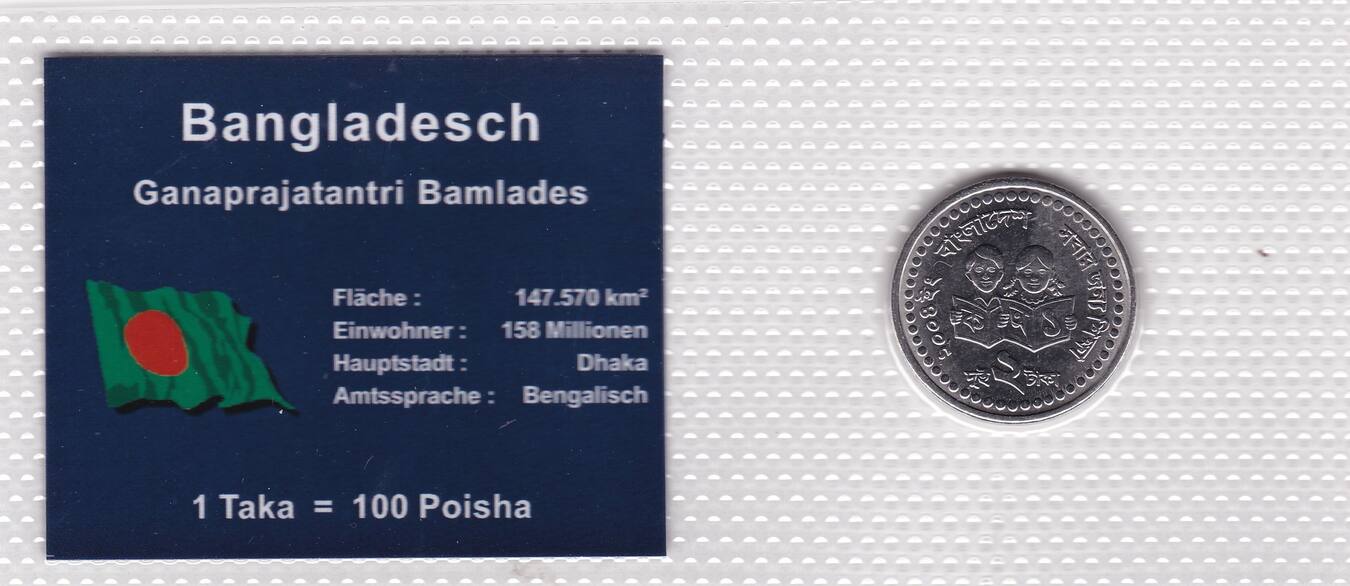 Bangladesch
Ganaprajatantri Bamlades
Fläche : 147.570 km²
Einwohner : 158 Millionen
Hauptstadt : Dhaka
Amtssprache : Bengalisch
1 Taka = 100 Poisha
বাংলাদেশ
সবার জন্য শিক্ষা
২০০৪ইং
দুই ২ টাকা